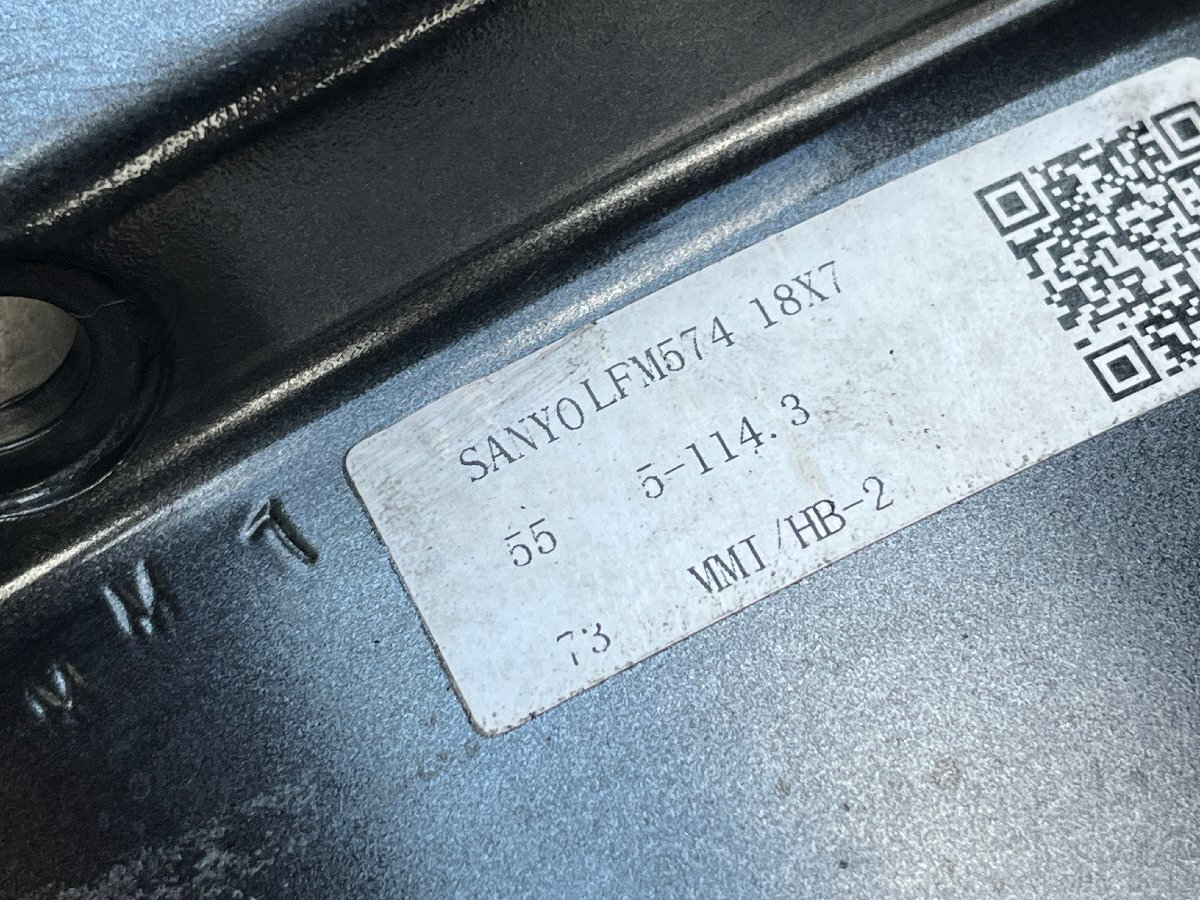 SANYO LFM574 18X7
55 5-114.3
73 MMI/HB-2